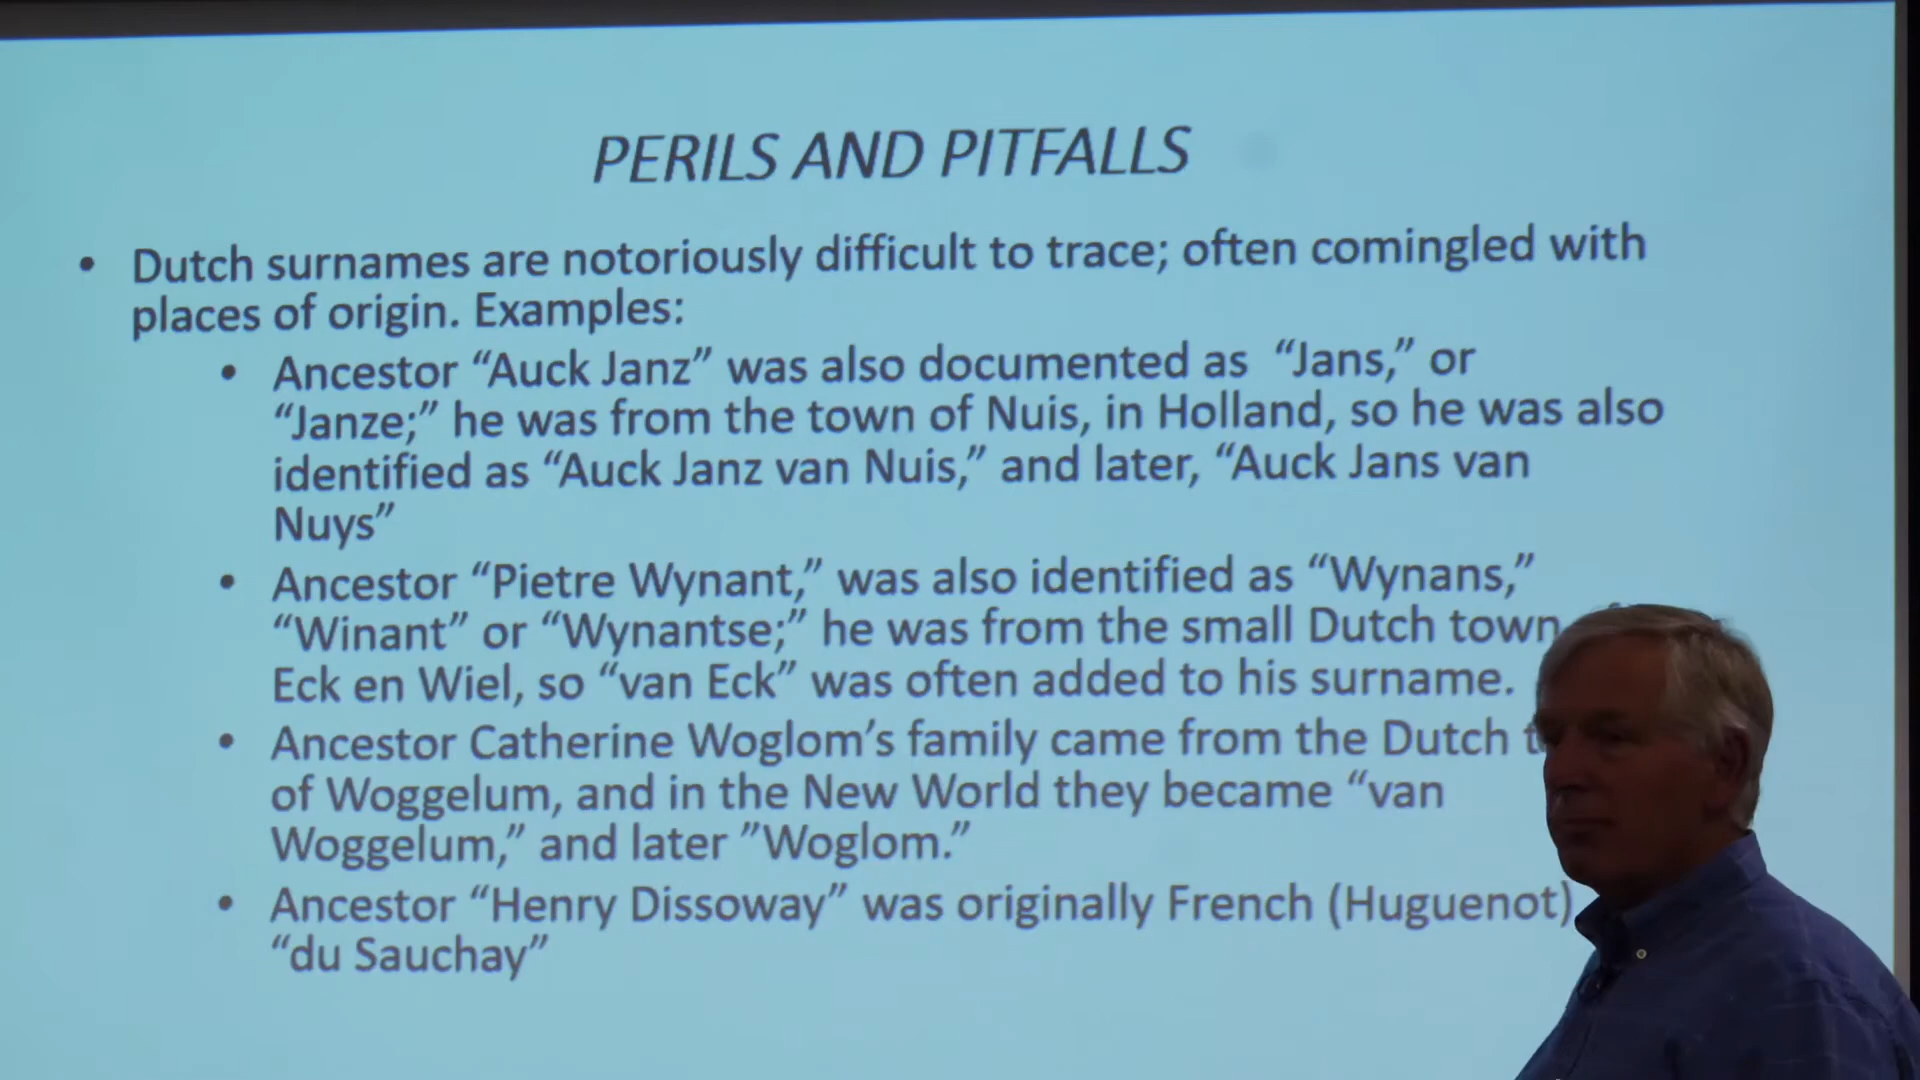 PERILS AND PITFALLS
• Dutch surnames are notoriously difficult to trace; often comingled with
places of origin. Examples:
• Ancestor “Auck Janz” was also documented as “Jans,” or
“Janze;” he was from the town of Nuis, in Holland, so he was also
identified as “Auck Janz van Nuis,” and later, “Auck Jans van
Nuys”
• Ancestor “Pietre Wynant,” was also identified as “Wynans,”
“Winant” or “Wynantse;” he was from the small Dutch town
Eck en Wiel, so “van Eck” was often added to his surname.
• Ancestor Catherine Woglom’s family came from the Dutch
of Woggelum, and in the New World they became “van
Woggelum,” and later ”Woglom.”
• Ancestor “Henry Dissoway” was originally French (Huguenot)
“du Sauchay”